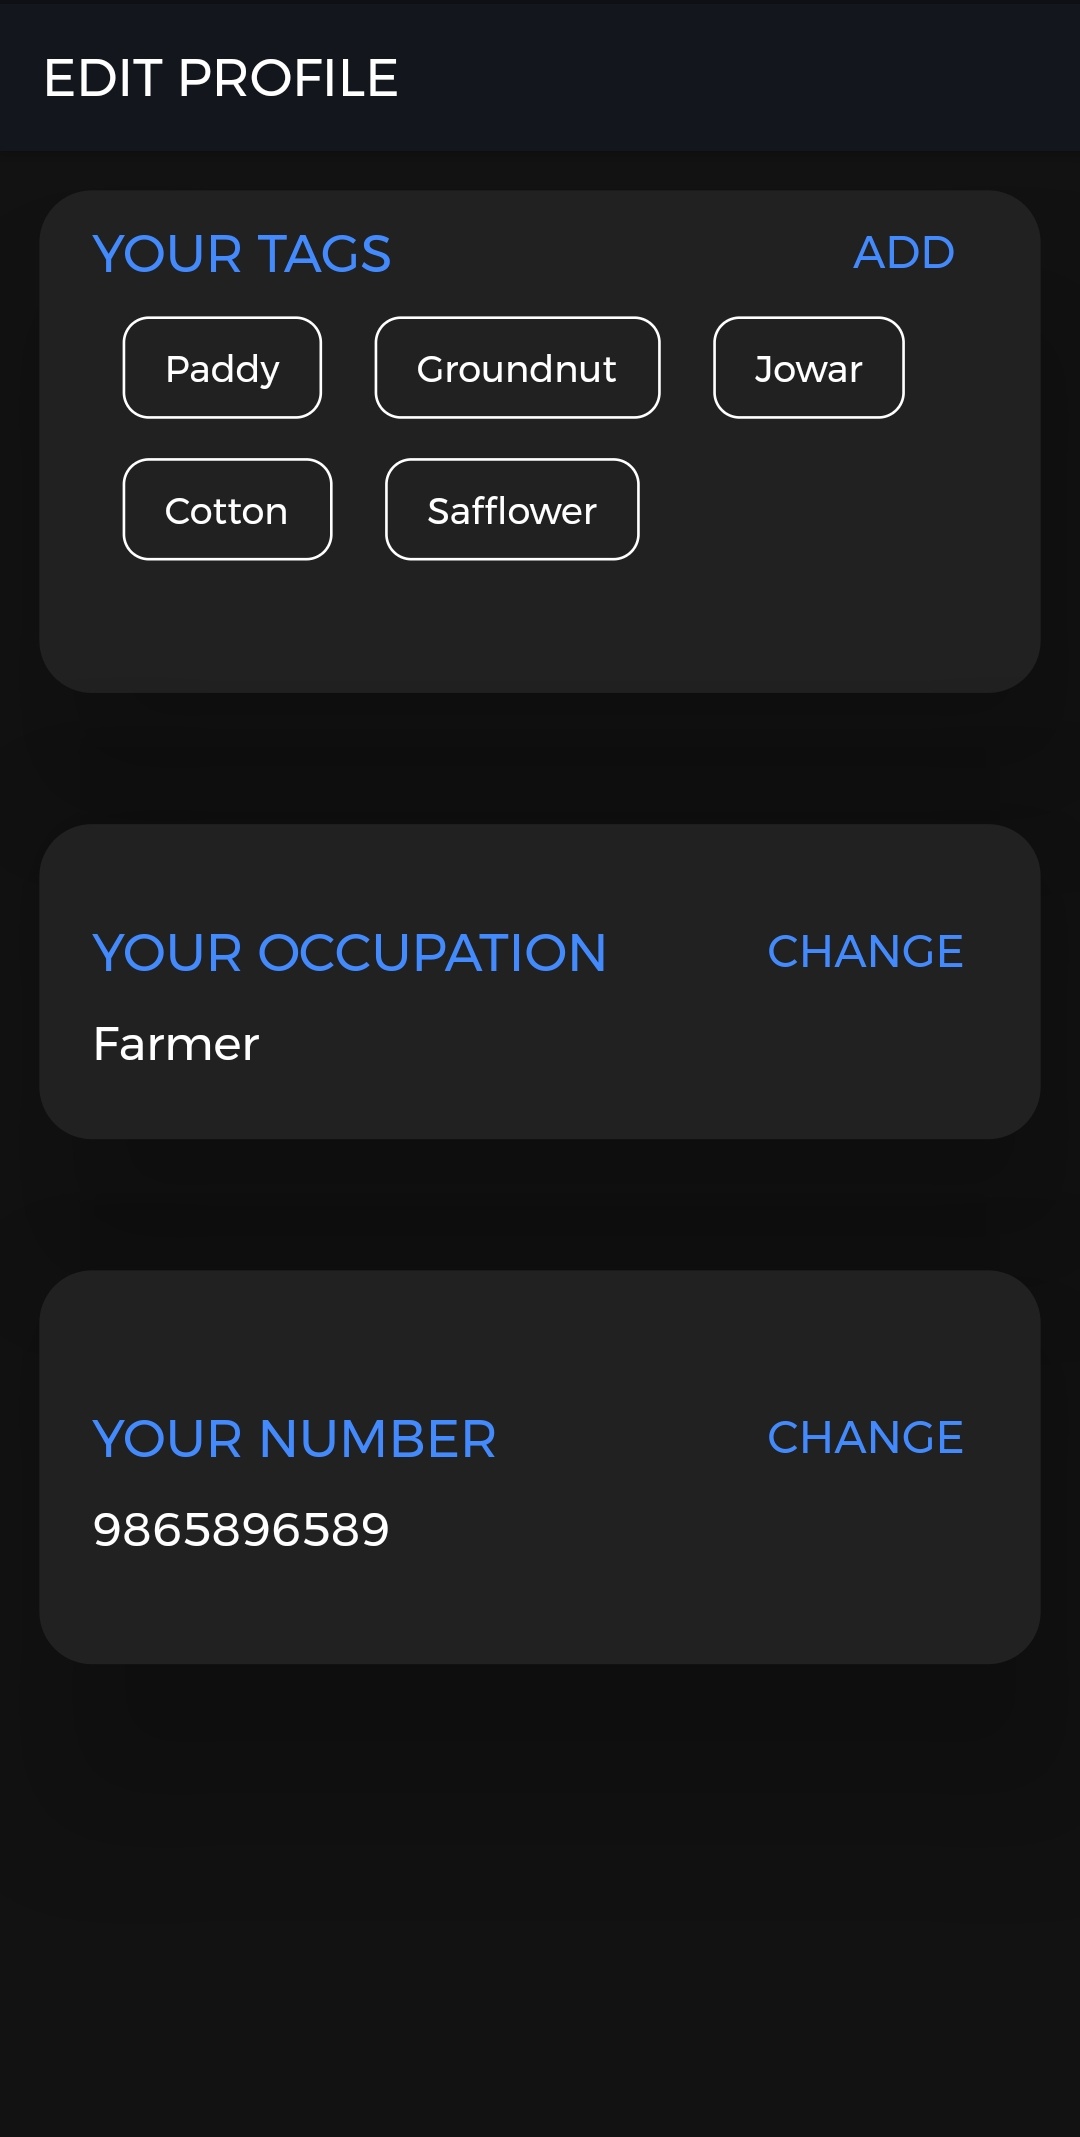 EDIT PROFILE
YOUR TAGS ADD
Paddy Groundnut Jowar
Cotton Safflower
YOUR OCCUPATION CHANGE
Farmer
YOUR NUMBER CHANGE
9865896589